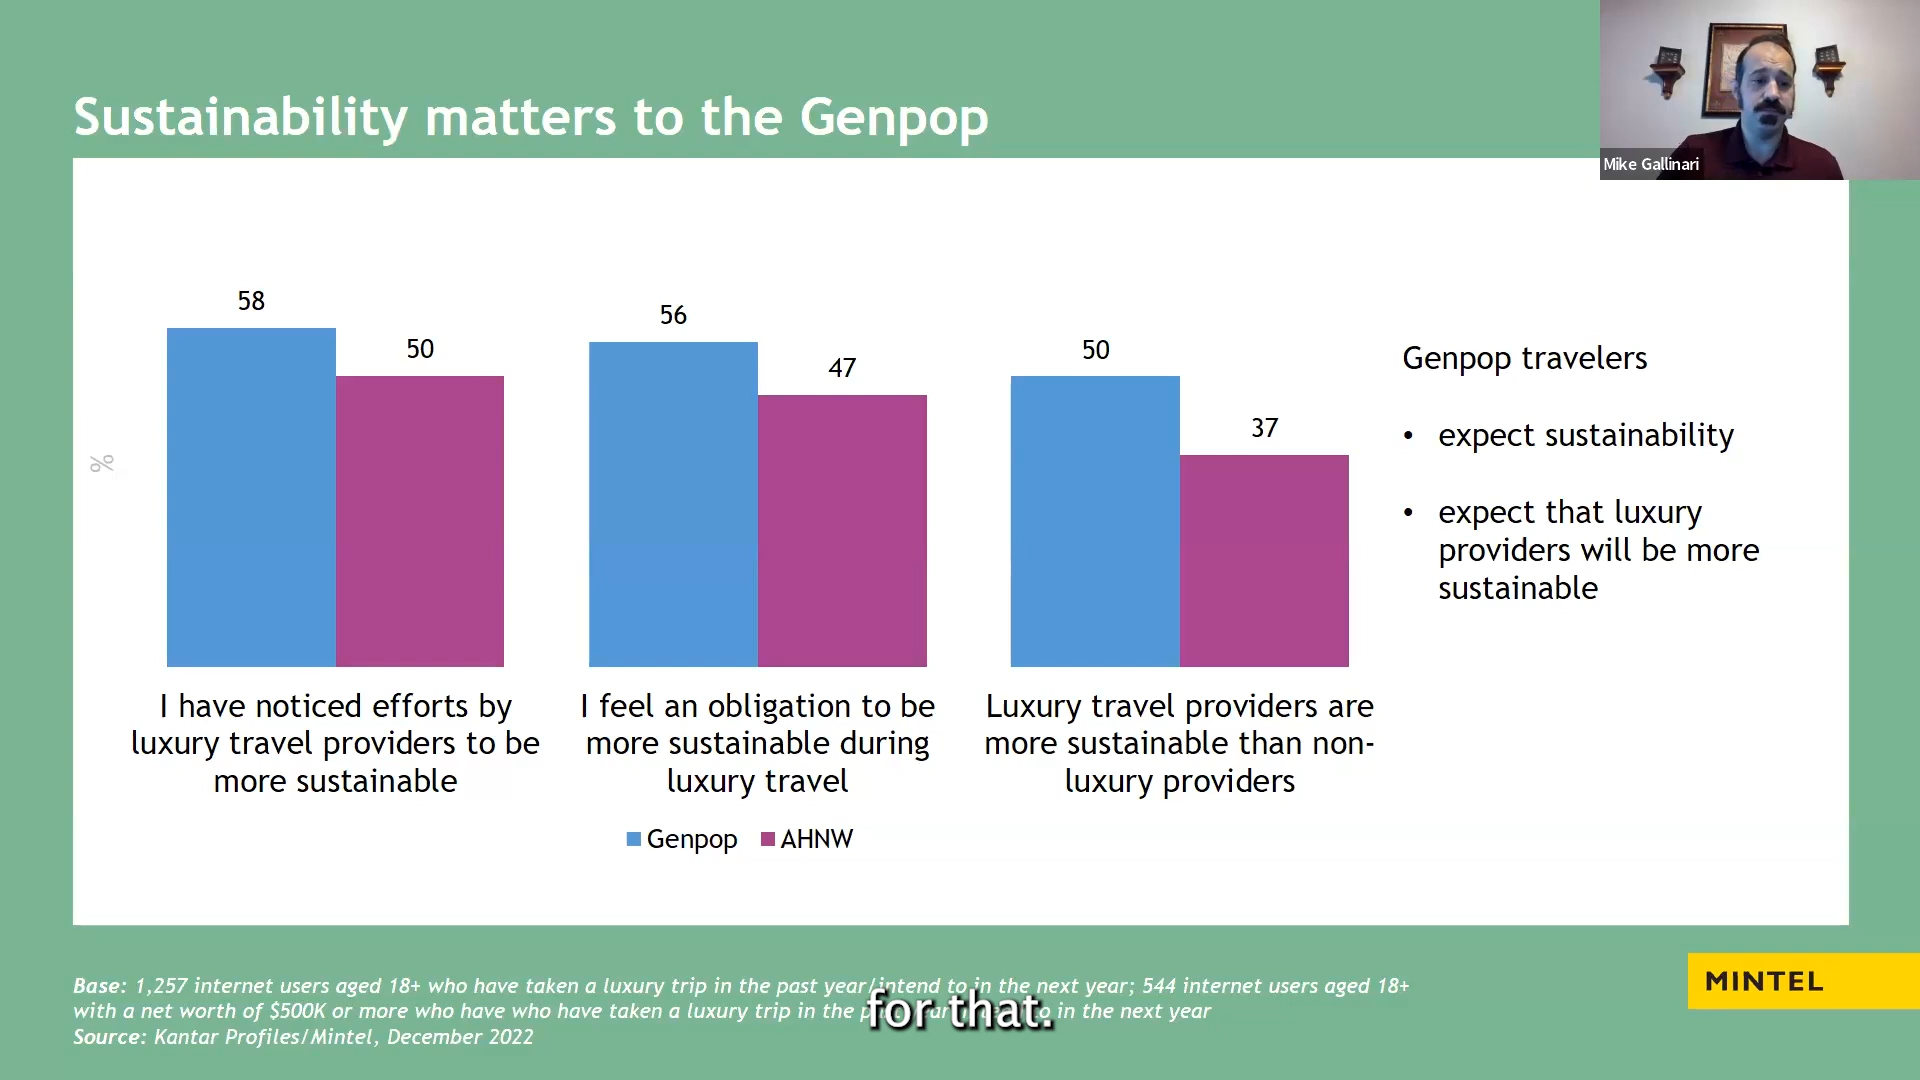 Sustainability matters to the Genpop
Mike Gallinari
%
58
50
56
47
50
37
I have noticed efforts by
luxury travel providers to be
more sustainable
I feel an obligation to be
more sustainable during
luxury travel
Luxury travel providers are
more sustainable than non-
luxury providers
Genpop
AHNW
Genpop travelers
• expect sustainability
• expect that luxury
providers will be more
sustainable
Base: 1,257 internet users aged 18+ who have taken a luxury trip in the past year/intend to in the next year; 544 internet users aged 18+
with a net worth of $500K or more who have who have taken a luxury trip in the to in the next year
Source: Kantar Profiles/Mintel, December 2022
for that.
MINTEL